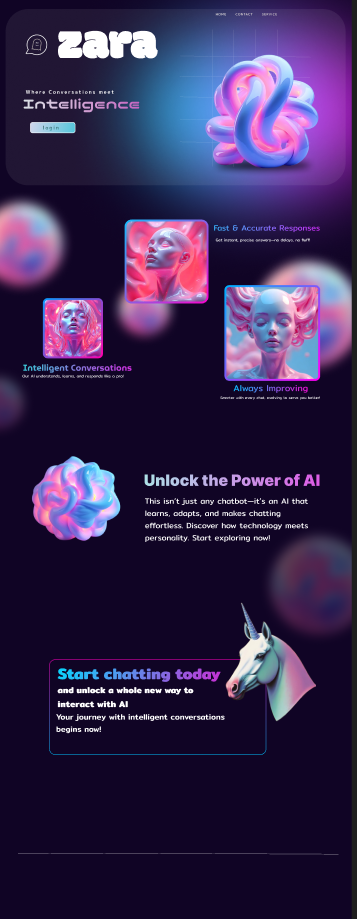 HOME CONTACT SERVICE
zara
Where Conversations meet
Intelligence
login
Fast & Accurate Responses
Get instant, precise answers—no delays, no fluff!
Intelligent Conversations
Our AI understands, learns, and responds like a pro!
Always Improving
Smarter with every chat, evolving to serve you better!
Unlock the Power of AI
This isn't just any chatbot—it's an AI that
learns, adapts, and makes chatting
effortless. Discover how technology meets
personality. Start exploring now!
Start chatting today
and unlock a whole new way to
interact with AI
Your journey with intelligent conversations
begins now!